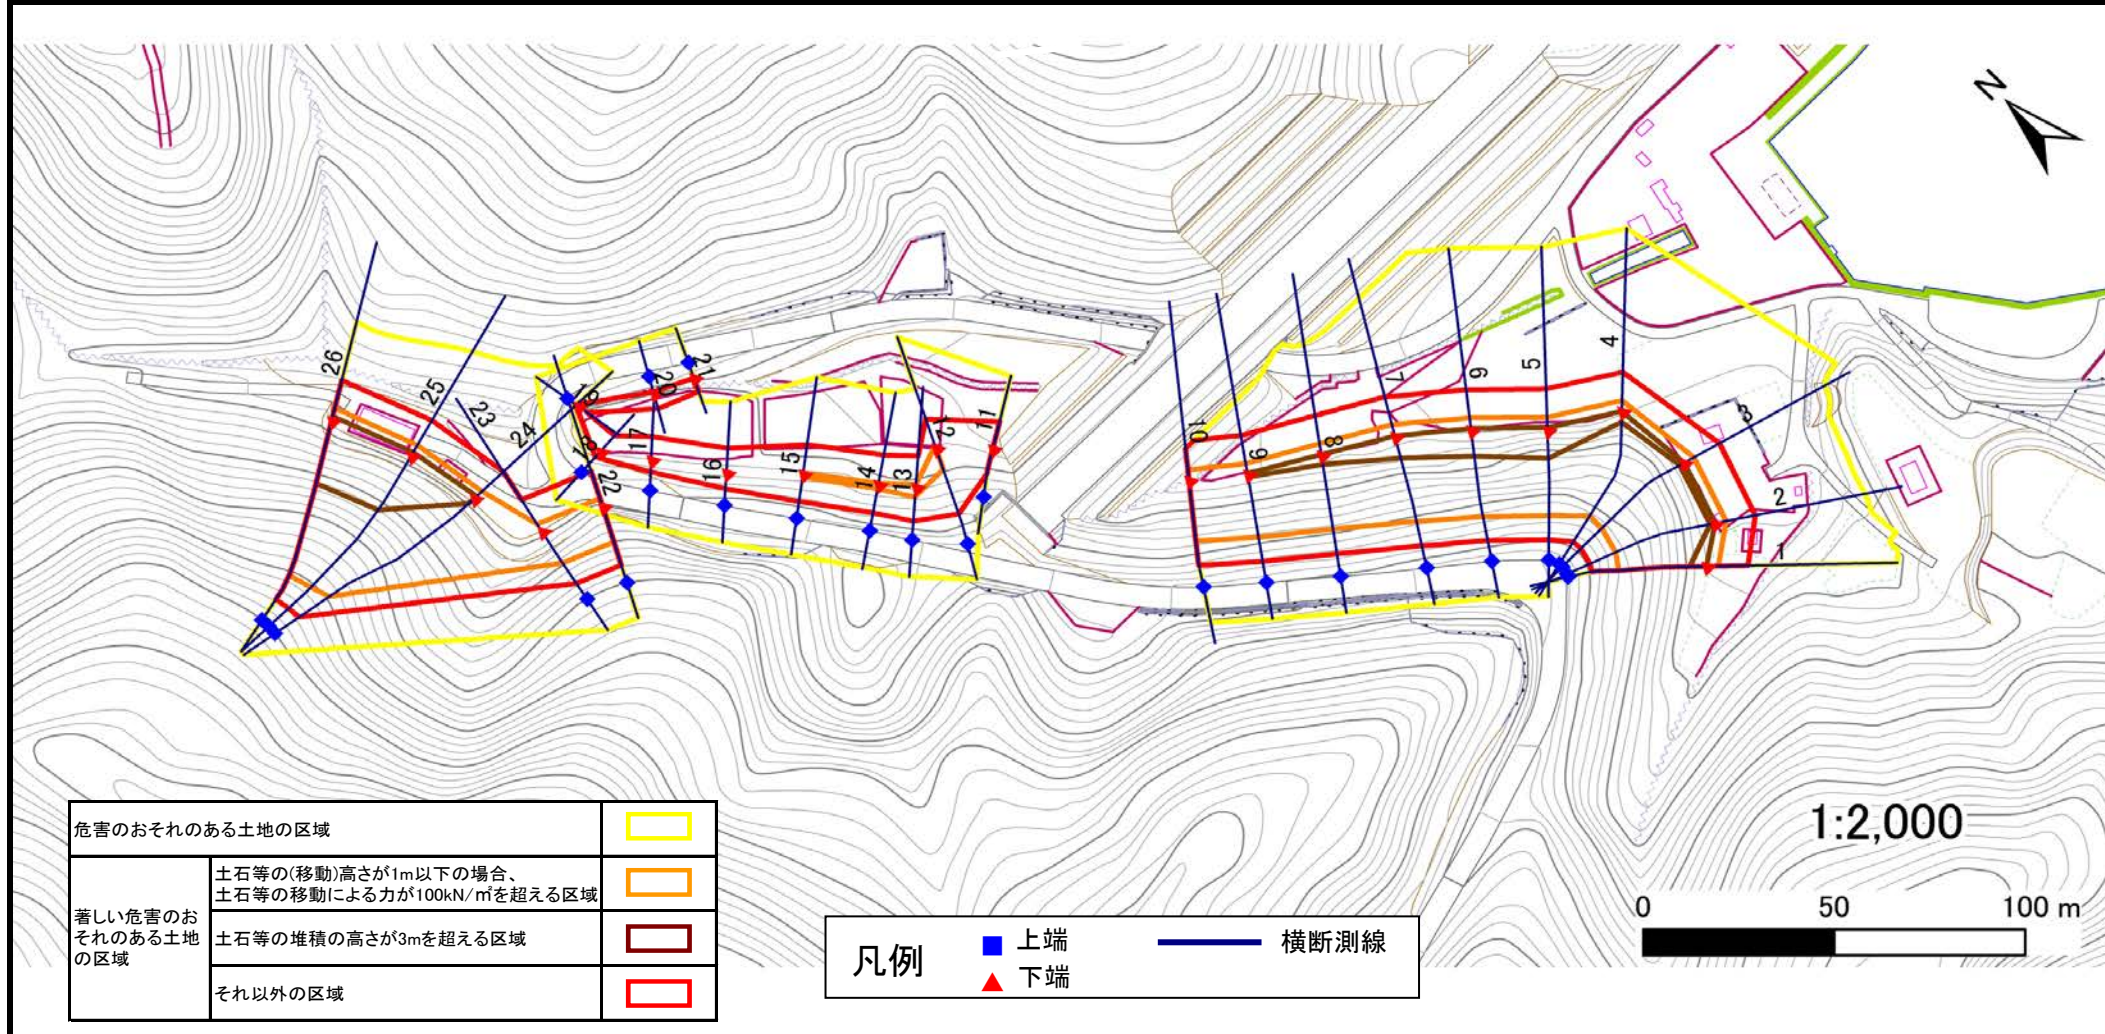 N
26
25
23
24
19
18
17
20
21
22
16
15
14
13
12
11
10
9
8
7
6
5
4
3
2
1
1:2,000
0 50 100 m
危害のおそれのある土地の区域
著しい危害のお
それのある土地
の区域
土石等の(移動)高さが1m以下の場合、
土石等の移動による力が100kN/㎡を超える区域
土石等の堆積の高さが3mを超える区域
それ以外の区域
凡例
上端
下端
横断測線